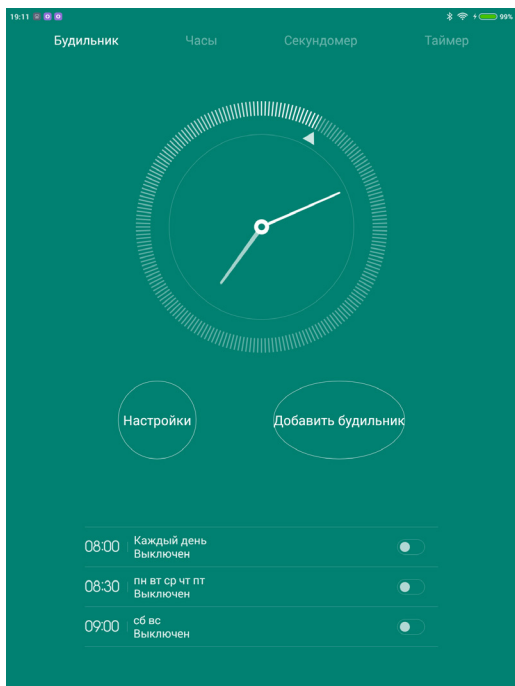 19:11
99%
Будильник Часы Секундомер Таймер
Настройки Добавить будильник
08:00 Каждый день
Выключен
08:30 пн вт ср чт пт
Выключен
09:00 сб вс
Выключен